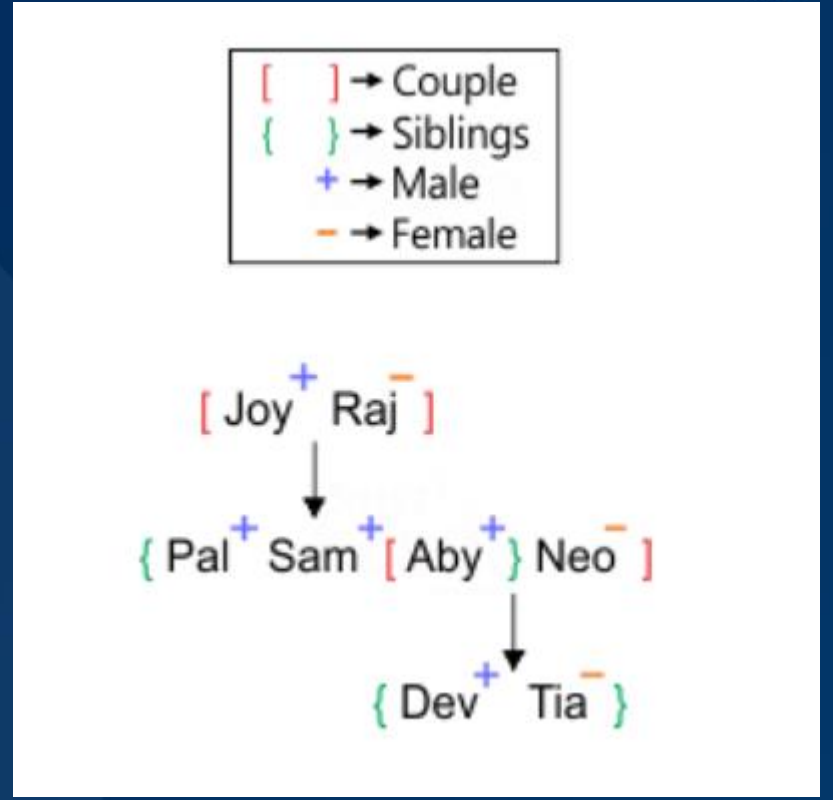 [ ] → Couple
{ } → Siblings
+ → Male
− → Female
[ Joy+ Raj− ]
{ Pal+ Sam+ [ Aby+ } Neo− ]
{ Dev+ Tia− }